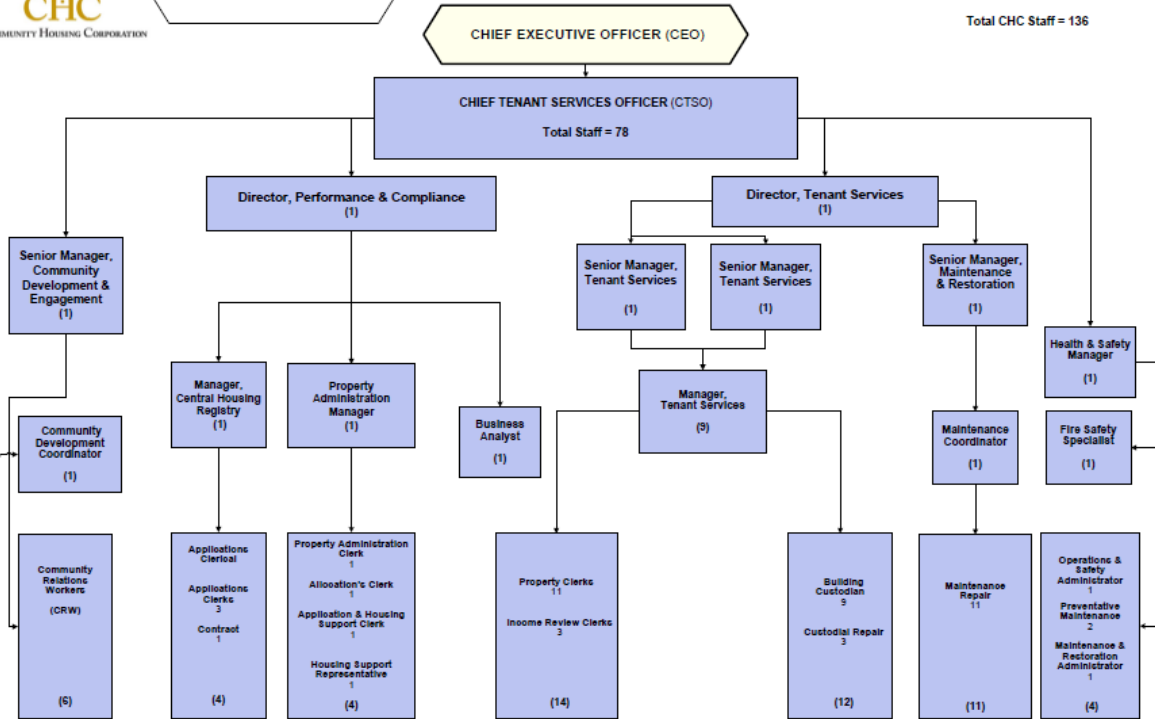 CHC
MMUNITY HOUSING CORPORATION
CHIEF EXECUTIVE OFFICER (CEO)
Total CHC Staff = 136
CHIEF TENANT SERVICES OFFICER (CTSO)
Total Staff = 78
Director, Performance & Compliance
(1)
Director, Tenant Services
(1)
Senior Manager,
Community
Development &
Engagement
(1)
Senior Manager,
Tenant Services
(1)
Senior Manager,
Tenant Services
(1)
Senior Manager,
Maintenance
& Restoration
(1)
Health & Safety
Manager
(1)
Manager,
Central Housing
Registry
(1)
Property
Administration
Manager
(1)
Business
Analyst
(1)
Manager,
Tenant Services
(9)
Community
Development
Coordinator
(1)
Maintenance
Coordinator
(1)
Fire Safety
Specialist
(1)
Community
Relations
Workers
(CRW)
(6)
Applications
Clerical
Applications
Clerks
3
Contract
1
(4)
Property Administration
Clerk
1
Allocation's Clerk
1
Application & Housing
Support Clerk
1
Housing Support
Representative
1
(4)
Property Clerks
11
Income Review Clerks
3
(14)
Building
Custodian
9
Custodial Repair
3
(12)
Maintenance
Repair
11
(11)
Operations &
Safety
Administrator
1
Preventative
Maintenance
2
Maintenance &
Restoration
Administrator
1
(4)